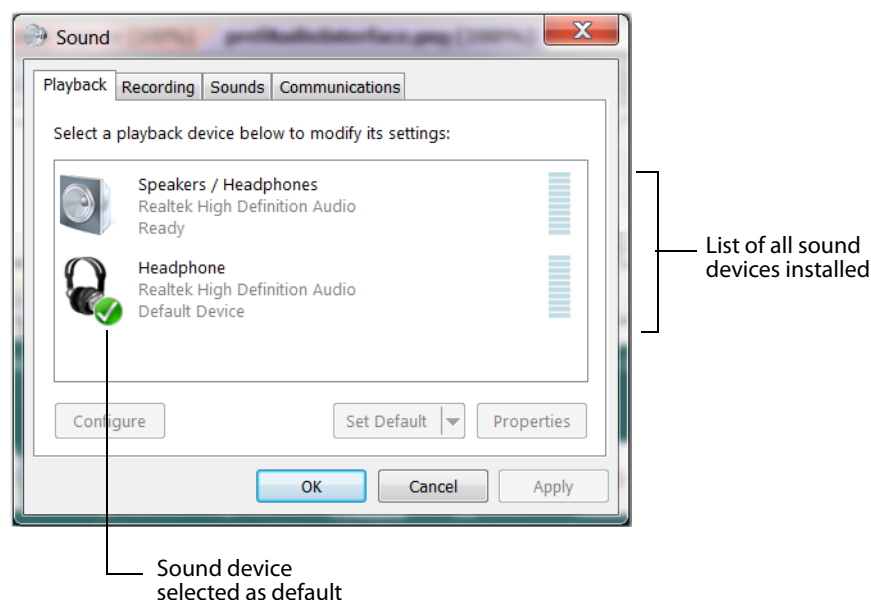 Sound
Playback
Recording
Sounds
Communications
Select a playback device below to modify its settings:
Speakers / Headphones
Realtek High Definition Audio
Ready
Headphone
Realtek High Definition Audio
Default Device
List of all sound
devices installed
Configure
Set Default
Properties
OK
Cancel
Apply
Sound device
selected as default